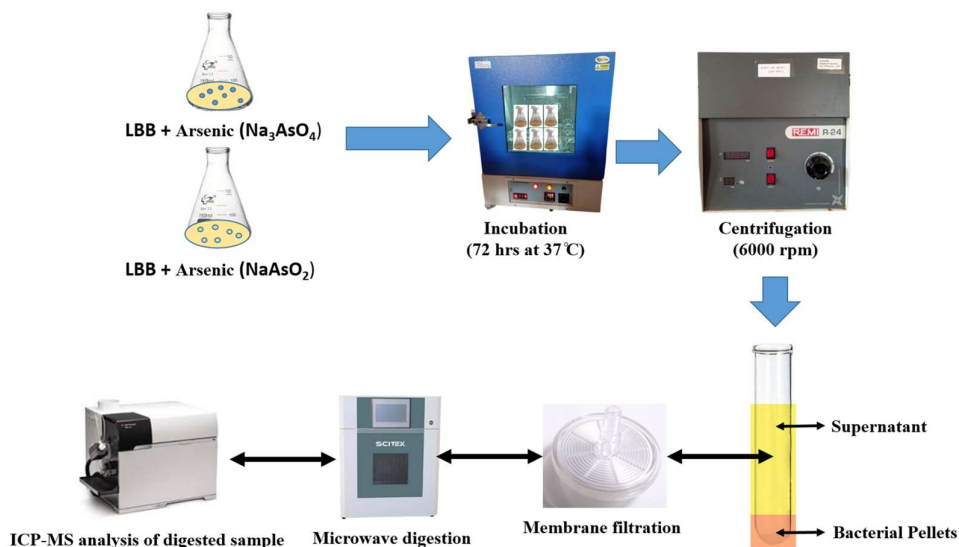 LBB + Arsenic (Na₃AsO₄)
LBB + Arsenic (NaAsO₂)
Incubation
(72 hrs at 37℃)
REMI R-24
Centrifugation
(6000 rpm)
Supernatant
Bacterial Pellets
Membrane filtration
SCITEK
Microwave digestion
ICP-MS analysis of digested sample